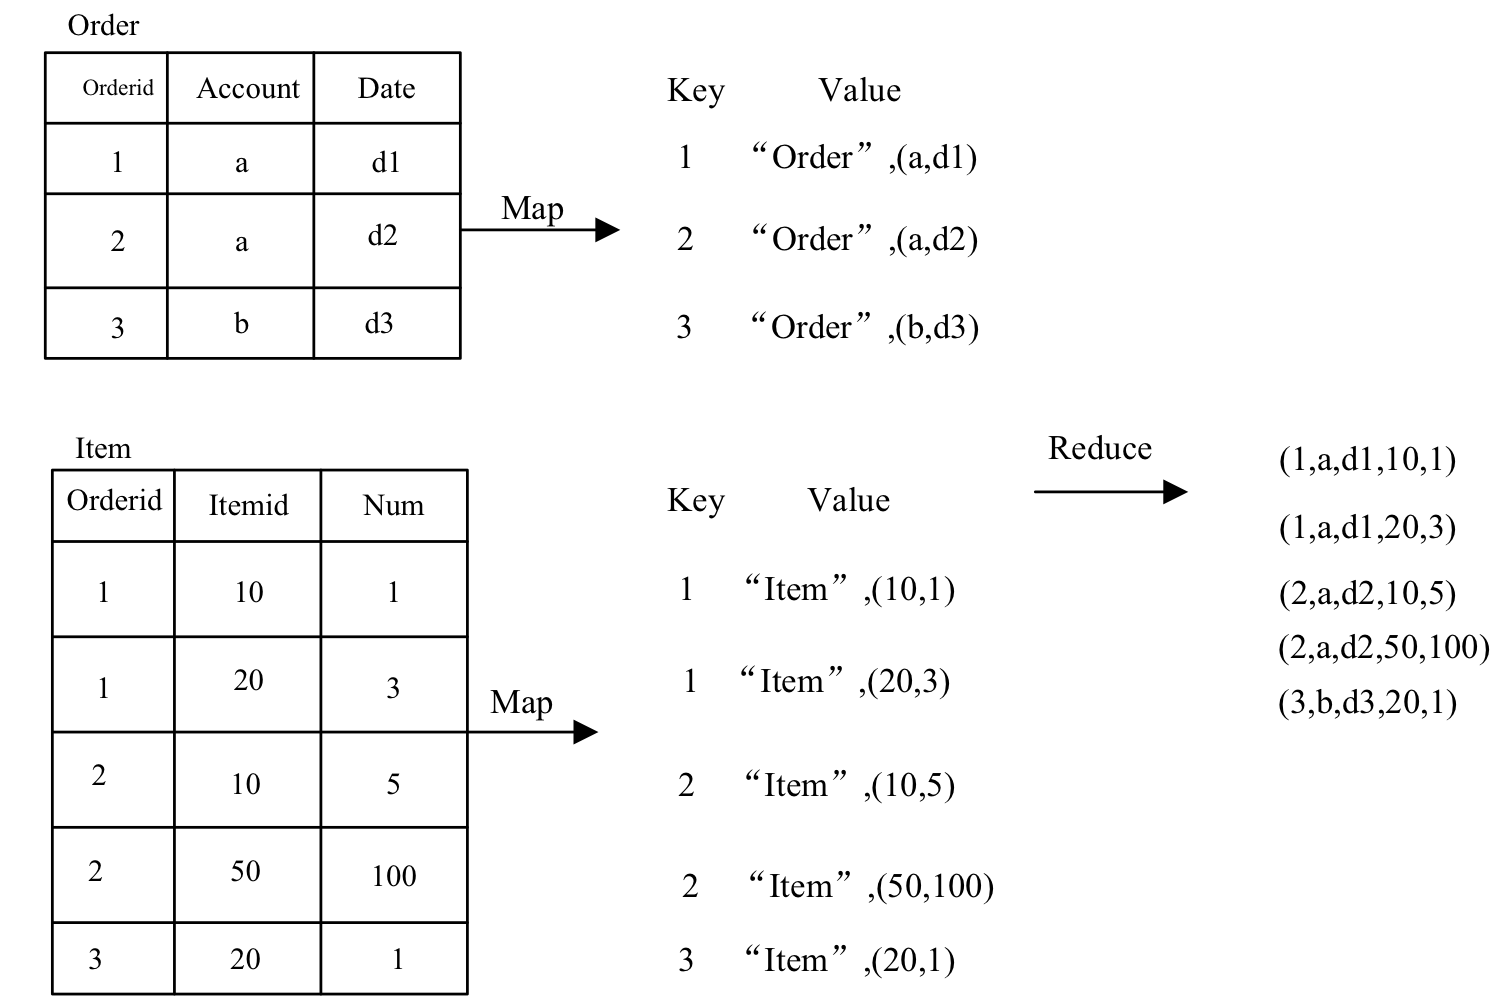 Order
Orderid Account Date
1 a d1
2 a d2
3 b d3
Map
Key Value
1 “Order” ,(a,d1)
2 “Order” ,(a,d2)
3 “Order” ,(b,d3)
Item
Orderid Itemid Num
1 10 1
1 20 3
2 10 5
2 50 100
3 20 1
Map
Key Value
1 “Item” ,(10,1)
1 “Item” ,(20,3)
2 “Item” ,(10,5)
2 “Item” ,(50,100)
3 “Item” ,(20,1)
Reduce
(1,a,d1,10,1)
(1,a,d1,20,3)
(2,a,d2,10,5)
(2,a,d2,50,100)
(3,b,d3,20,1)